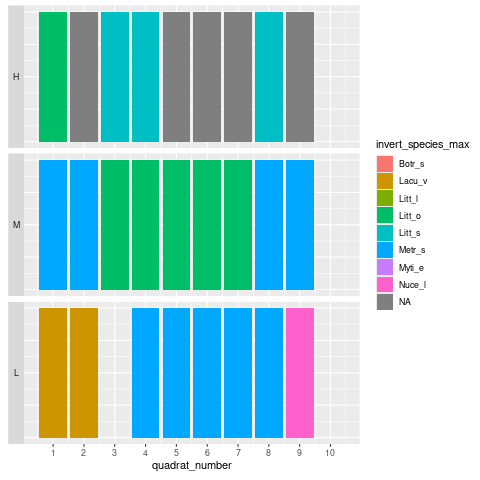 H
M
L
1 2 3 4 5 6 7 8 9 10
quadrat_number
invert_species_max
Botr_s
Lacu_v
Litt_l
Litt_o
Litt_s
Metr_s
Myti_e
Nuce_l
NA